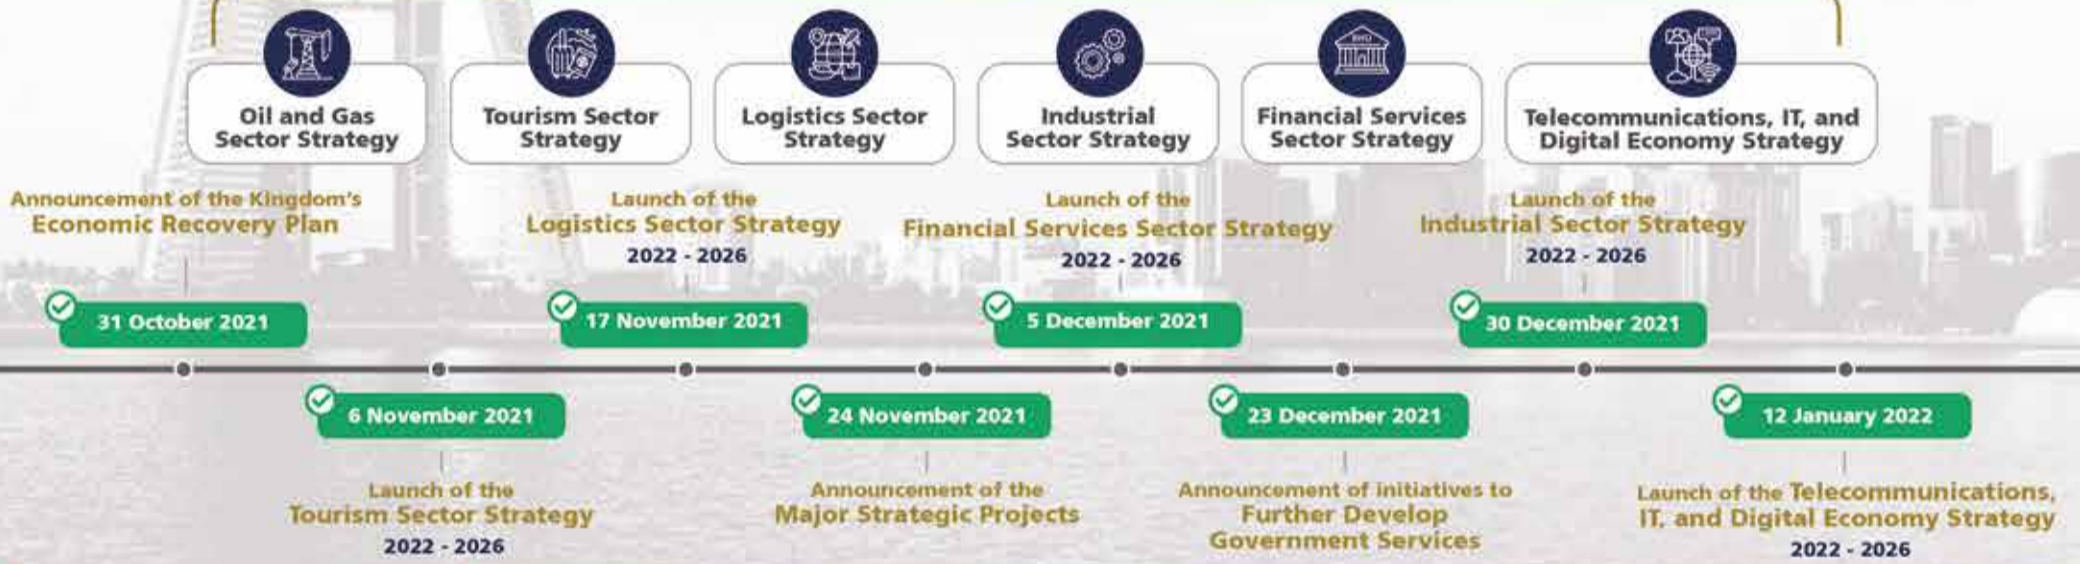 Oil and Gas
Sector Strategy
Tourism Sector
Strategy
Logistics Sector
Strategy
Industrial
Sector Strategy
BHD
Financial Services
Sector Strategy
Telecommunications, IT, and
Digital Economy Strategy
Announcement of the Kingdom's
Economic Recovery Plan
31 October 2021
6 November 2021
Launch of the
Tourism Sector Strategy
2022 - 2026
Launch of the
Logistics Sector Strategy
2022 - 2026
17 November 2021
24 November 2021
Announcement of the
Major Strategic Projects
Launch of the
Financial Services Sector Strategy
2022 - 2026
5 December 2021
23 December 2021
Announcement of initiatives to
Further Develop
Government Services
Launch of the
Industrial Sector Strategy
2022 - 2026
30 December 2021
12 January 2022
Launch of the Telecommunications,
IT, and Digital Economy Strategy
2022 - 2026